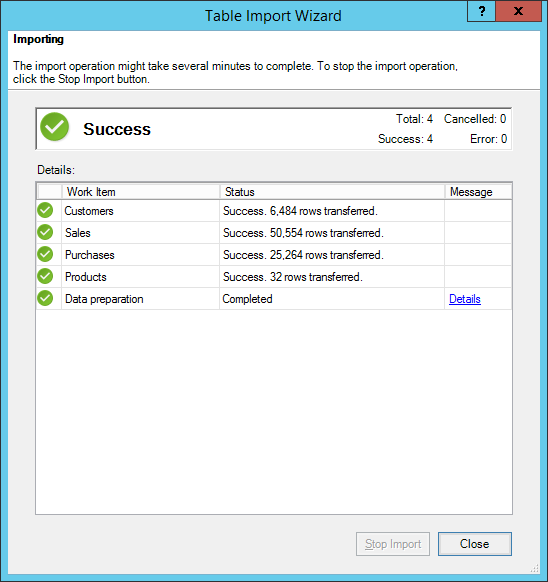 Table Import Wizard
? x
Importing
The import operation might take several minutes to complete. To stop the import operation,
click the Stop Import button.
Success
Total: 4 Cancelled: 0
Success: 4 Error: 0
Details:
Work Item Status Message
Customers Success. 6,484 rows transferred.
Sales Success. 50,554 rows transferred.
Purchases Success. 25,264 rows transferred.
Products Success. 32 rows transferred.
Data preparation Completed Details
Stop Import Close